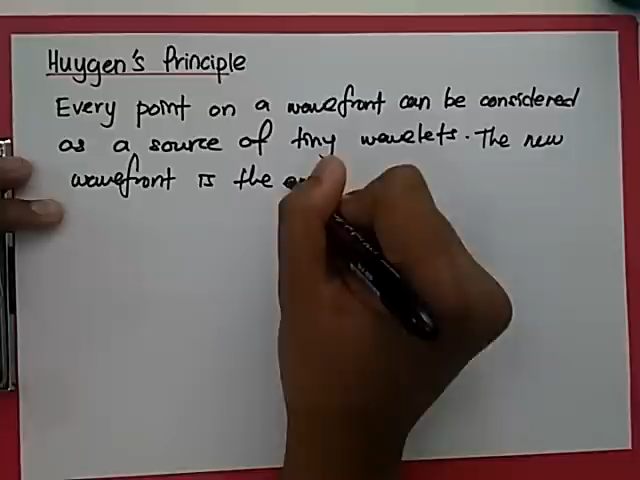 Huygen's Principle
Every point on a wavefront can be considered
as a source of tiny wavelets. The new
wavefront is the